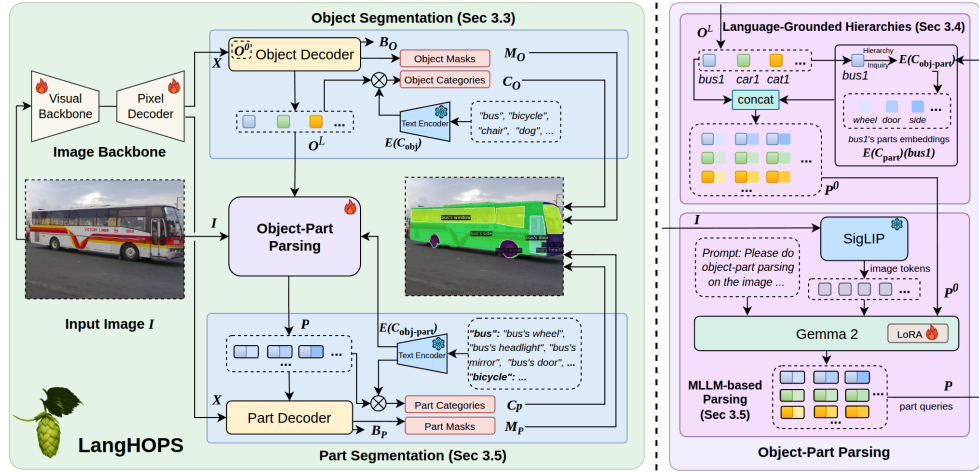 Object Segmentation (Sec 3.3)
O⁰
Object Decoder
B_O
X
Object Masks
M_O
Object Categories
C_O
Visual
Backbone
Pixel
Decoder
Image Backbone
Text Encoder
"bus", "bicycle",
"chair", "dog", ...
E(C_obj)
...
O^L
I
Object-Part
Parsing
bus's window
bus's side
Input Image I
P
E(C_obj-part)
Text Encoder
"bus": "bus's wheel",
"bus's headlight", "bus's
mirror", "bus's door", ...
"bicycle": ...
...
X
Part Decoder
B_P
Part Categories
C_P
Part Masks
M_P
LangHOPS
Part Segmentation (Sec 3.5)
Language-Grounded Hierarchies (Sec 3.4)
O^L
...
bus1 car1 cat1
concat
Hierarchy
Inquiry
E(C_obj-part)
bus1
...
wheel door side
bus1's parts embeddings
E(C_part)(bus1)
...
P⁰
I
SigLIP
Prompt: Please do
object-part parsing
on the image ...
image tokens
...
P⁰
Gemma 2
LoRA
MLLM-based
Parsing
(Sec 3.5)
...
...
P
part queries
Object-Part Parsing